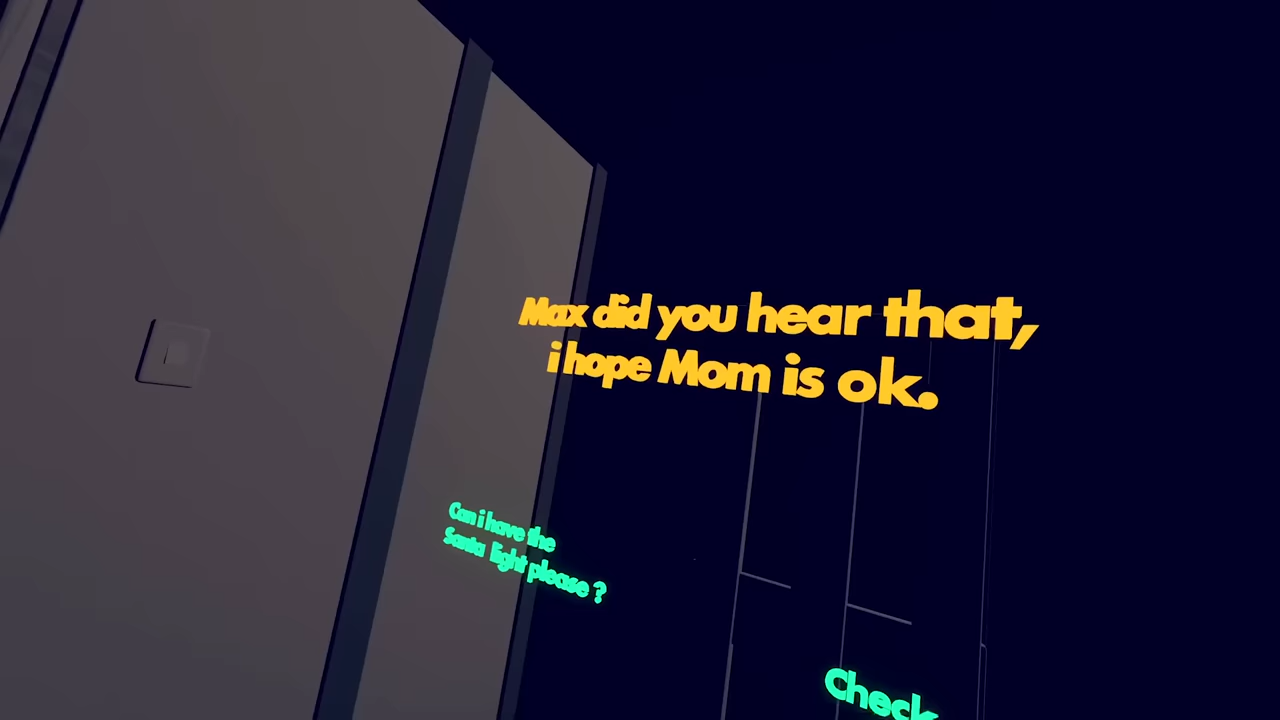 Max did you hear that,
i hope Mom is ok.
Can i have the
Santa light please ?
Check